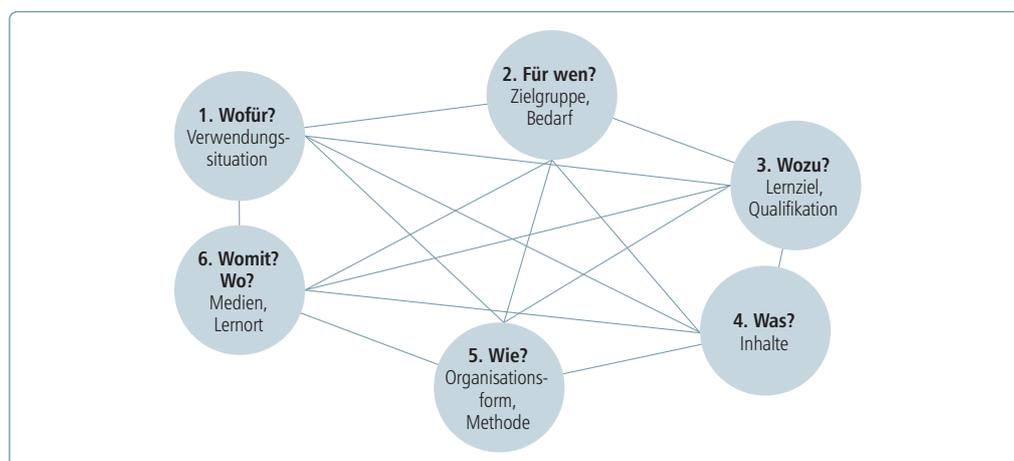 1. Wofür?
Verwendungs-
situation
2. Für wen?
Zielgruppe,
Bedarf
3. Wozu?
Lernziel,
Qualifikation
4. Was?
Inhalte
5. Wie?
Organisations-
form,
Methode
6. Womit?
Wo?
Medien,
Lernort